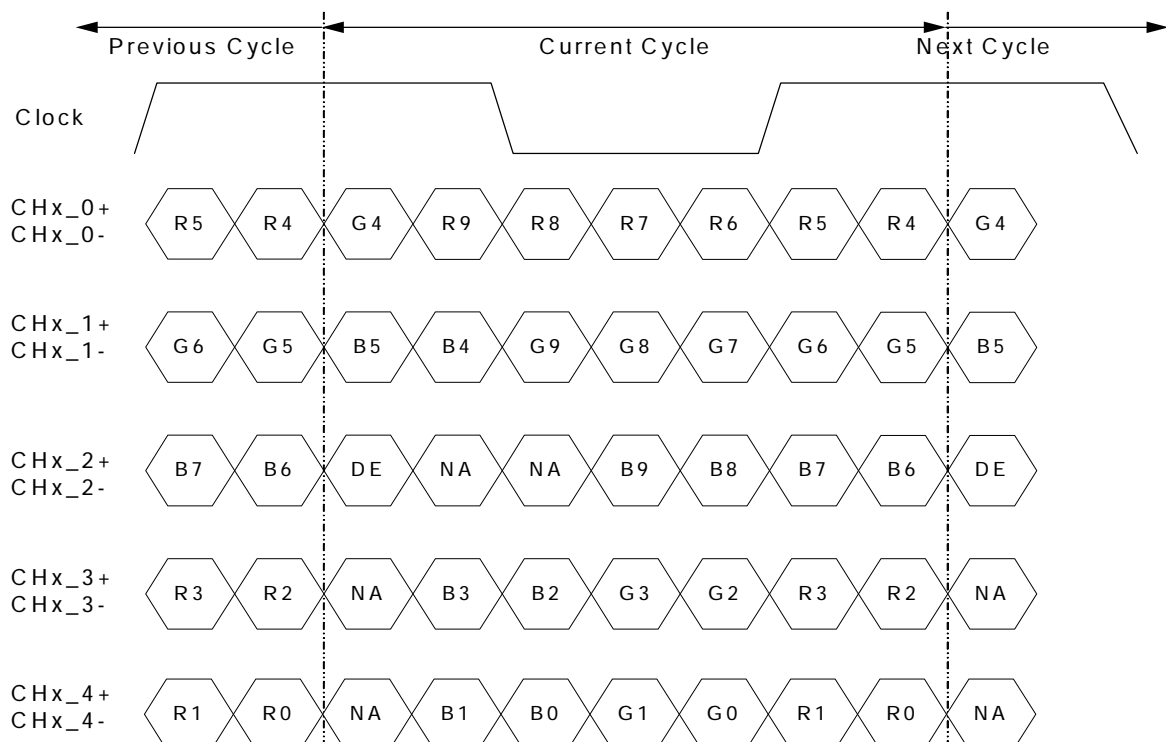 Previous Cycle Current Cycle Next Cycle
Clock
CHx_0+
CHx_0-
R5 R4 G4 R9 R8 R7 R6 R5 R4 G4
CHx_1+
CHx_1-
G6 G5 B5 B4 G9 G8 G7 G6 G5 B5
CHx_2+
CHx_2-
B7 B6 DE NA NA B9 B8 B7 B6 DE
CHx_3+
CHx_3-
R3 R2 NA B3 B2 G3 G2 R3 R2 NA
CHx_4+
CHx_4-
R1 R0 NA B1 B0 G1 G0 R1 R0 NA